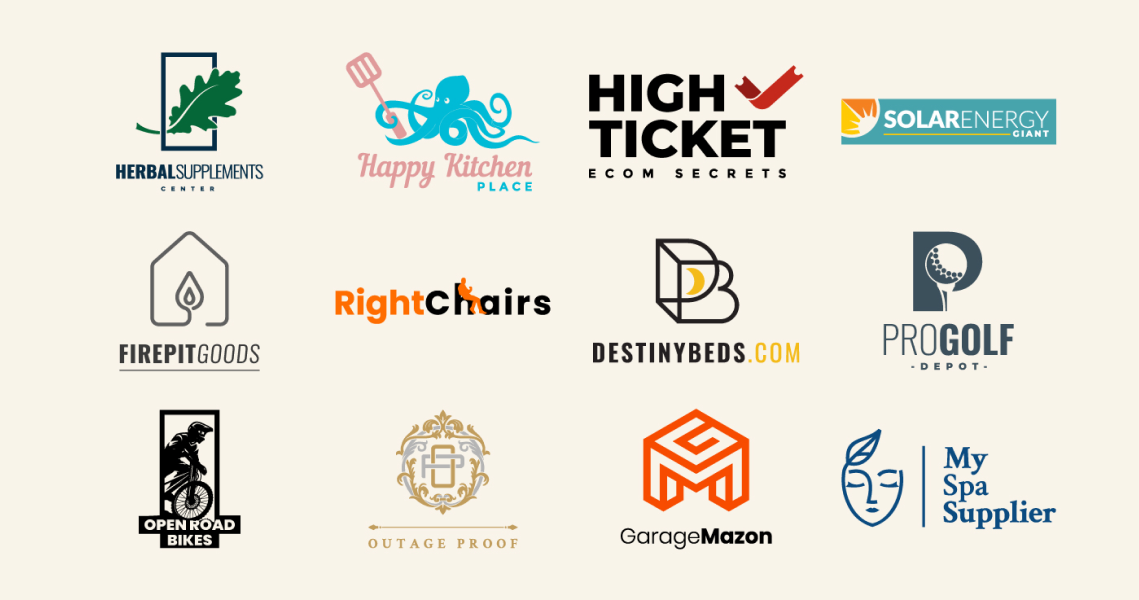 HERBALSUPPLEMENTS
CENTER
Happy Kitchen
PLACE
HIGH
TICKET
ECOM SECRETS
SOLARENERGY
GIANT
FIREPITGOODS
RightChairs
DESTINYBEDS.COM
PROGOLF
-DEPOT-
OPEN ROAD
BIKES
OUTAGE PROOF
GarageMazon
My
Spa
Supplier